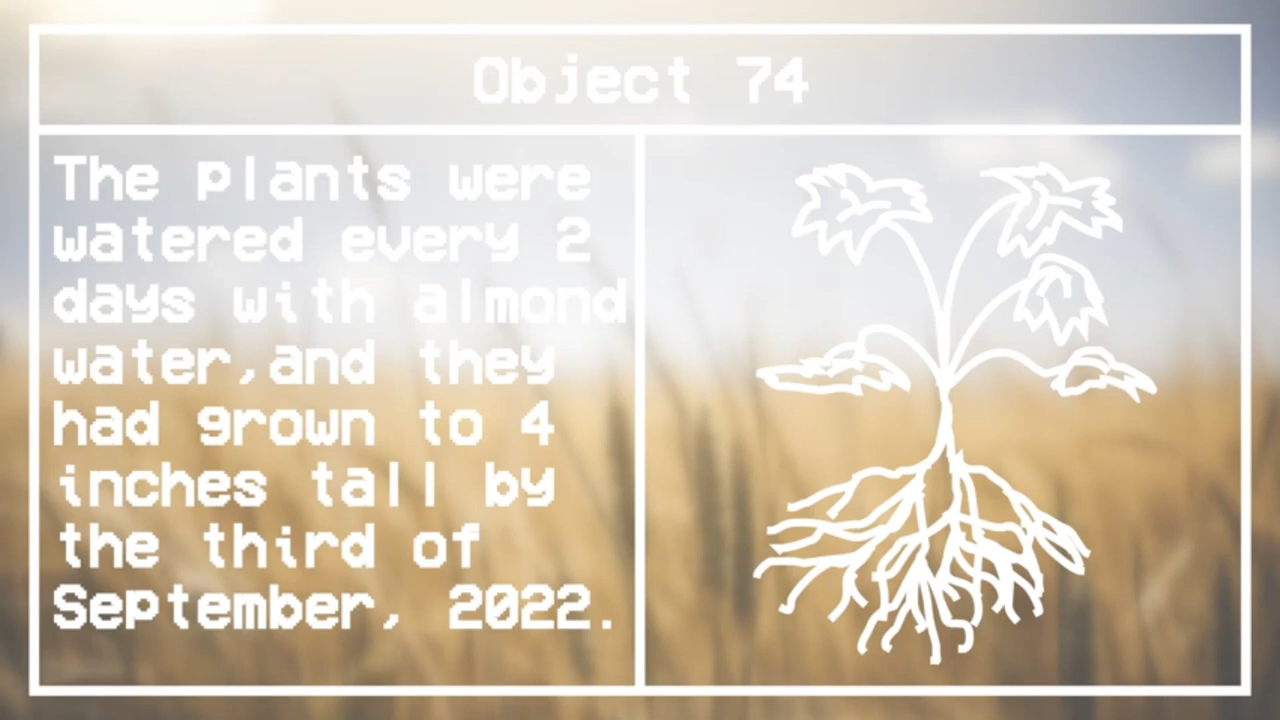 Object 74
The plants were
watered every 2
days with almond
water,and they
had grown to 4
inches tall by
the third of
September, 2022.